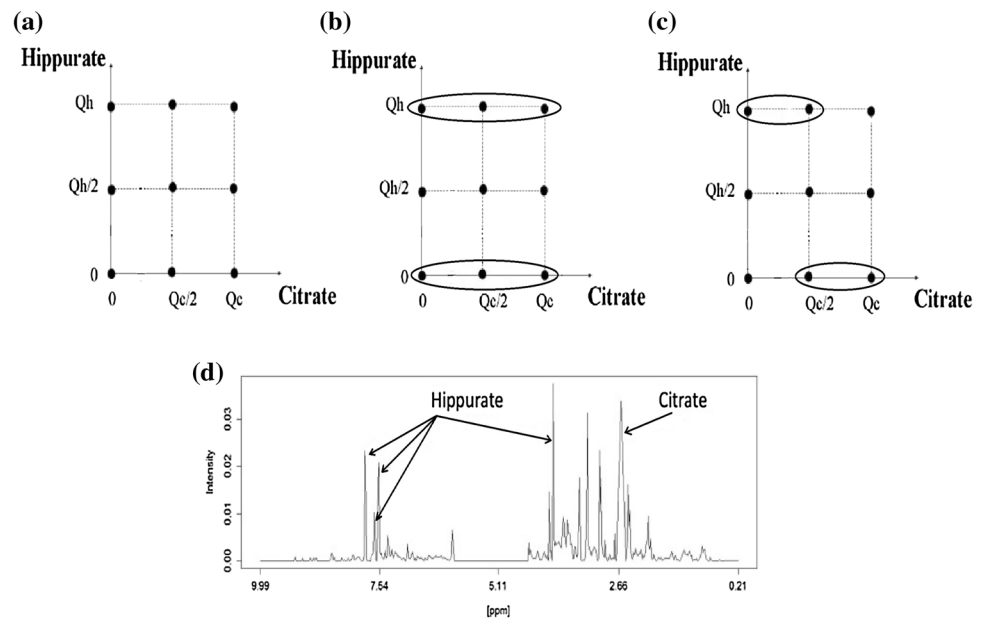 (a)
Hippurate
Qh
Qh/2
0
0 Qc/2 Qc
Citrate
(b)
Hippurate
Qh
Qh/2
0
0 Qc/2 Qc
Citrate
(c)
Hippurate
Qh
Qh/2
0
0 Qc/2 Qc
Citrate
(d)
Hippurate
Citrate
Intensity
0.03
0.02
0.01
0.00
9.99 7.54 5.11 2.66 0.21
[ppm]